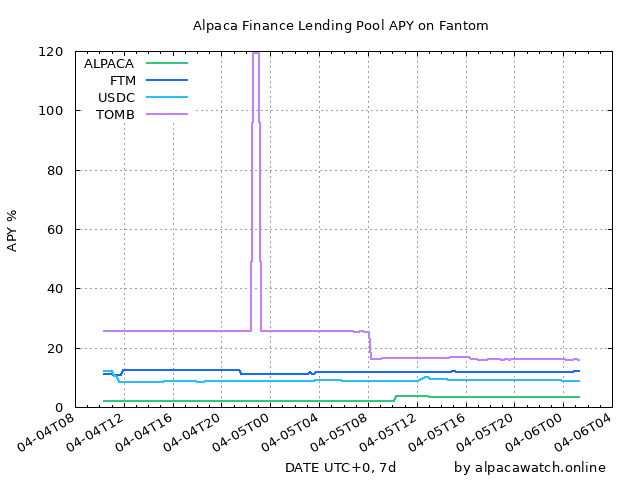 Alpaca Finance Lending Pool APY on Fantom
120
100
80
60
40
20
0
APY %
ALPACA
FTM
USDC
TOMB
04-04T08
04-04T12
04-04T16
04-04T20
04-05T00
04-05T04
04-05T08
04-05T12
04-05T16
04-05T20
04-06T00
04-06T04
DATE UTC+0, 7d
by alpacawatch.online